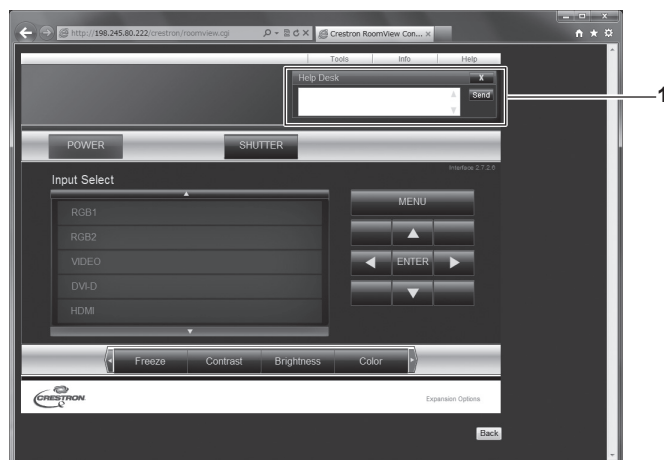 http://198.245.80.222/crestron/roomview.cgi
Crestron RoomView Con...
Tools Info Help
Help Desk X
Send
1
POWER SHUTTER
Interface 2.7.2.6
Input Select
MENU
RGB1
RGB2
VIDEO
ENTER
DVI-D
HDMI
Freeze Contrast Brightness Color
CRESTRON
Expansion Options
Back